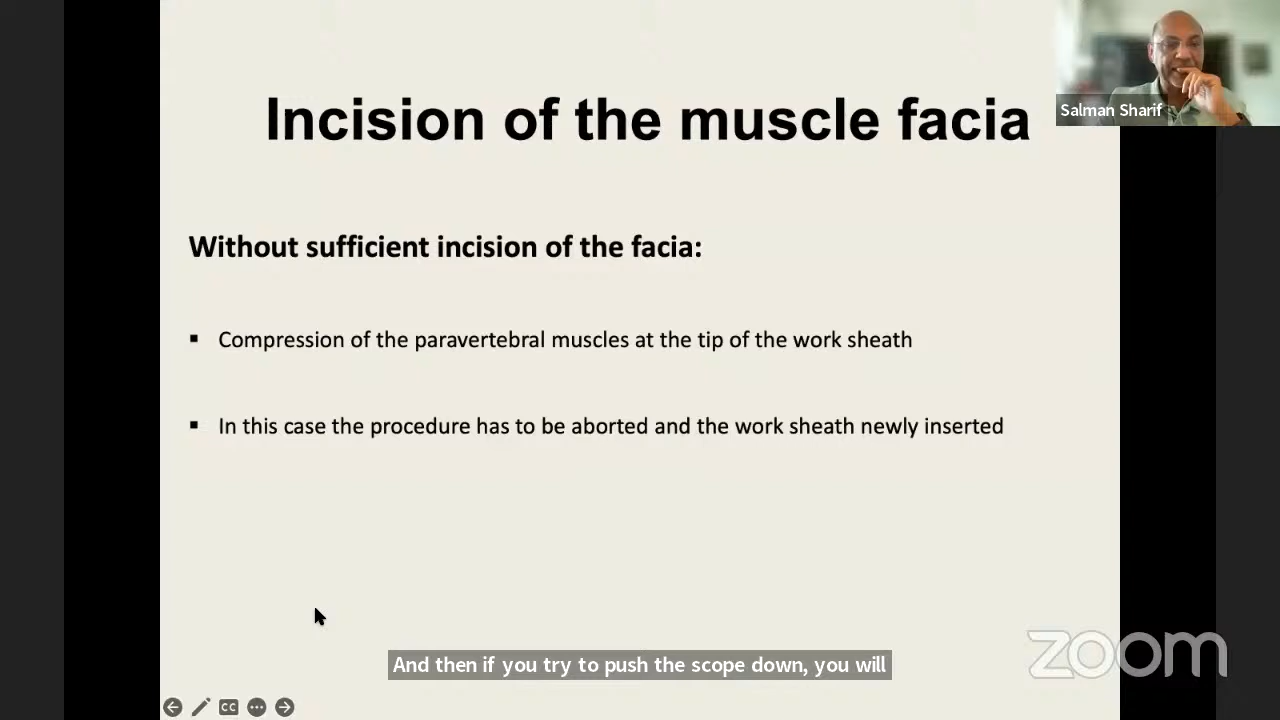 Incision of the muscle facia
Salman Sharif
Without sufficient incision of the facia:
▪ Compression of the paravertebral muscles at the tip of the work sheath
▪ In this case the procedure has to be aborted and the work sheath newly inserted
And then if you try to push the scope down, you will
zoom
CC